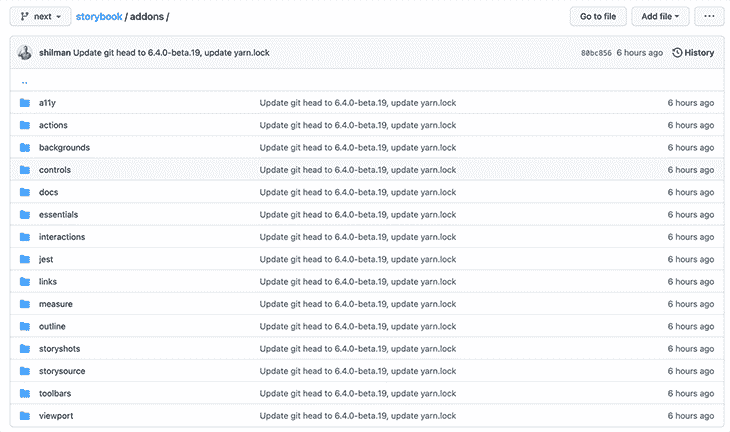 next storybook / addons / Go to file Add file ...
shilman Update git head to 6.4.0-beta.19, update yarn.lock 80bc856 6 hours ago History
..
a11y Update git head to 6.4.0-beta.19, update yarn.lock 6 hours ago
actions Update git head to 6.4.0-beta.19, update yarn.lock 6 hours ago
backgrounds Update git head to 6.4.0-beta.19, update yarn.lock 6 hours ago
controls Update git head to 6.4.0-beta.19, update yarn.lock 6 hours ago
docs Update git head to 6.4.0-beta.19, update yarn.lock 6 hours ago
essentials Update git head to 6.4.0-beta.19, update yarn.lock 6 hours ago
interactions Update git head to 6.4.0-beta.19, update yarn.lock 6 hours ago
jest Update git head to 6.4.0-beta.19, update yarn.lock 6 hours ago
links Update git head to 6.4.0-beta.19, update yarn.lock 6 hours ago
measure Update git head to 6.4.0-beta.19, update yarn.lock 6 hours ago
outline Update git head to 6.4.0-beta.19, update yarn.lock 6 hours ago
storyshots Update git head to 6.4.0-beta.19, update yarn.lock 6 hours ago
storysource Update git head to 6.4.0-beta.19, update yarn.lock 6 hours ago
toolbars Update git head to 6.4.0-beta.19, update yarn.lock 6 hours ago
viewport Update git head to 6.4.0-beta.19, update yarn.lock 6 hours ago